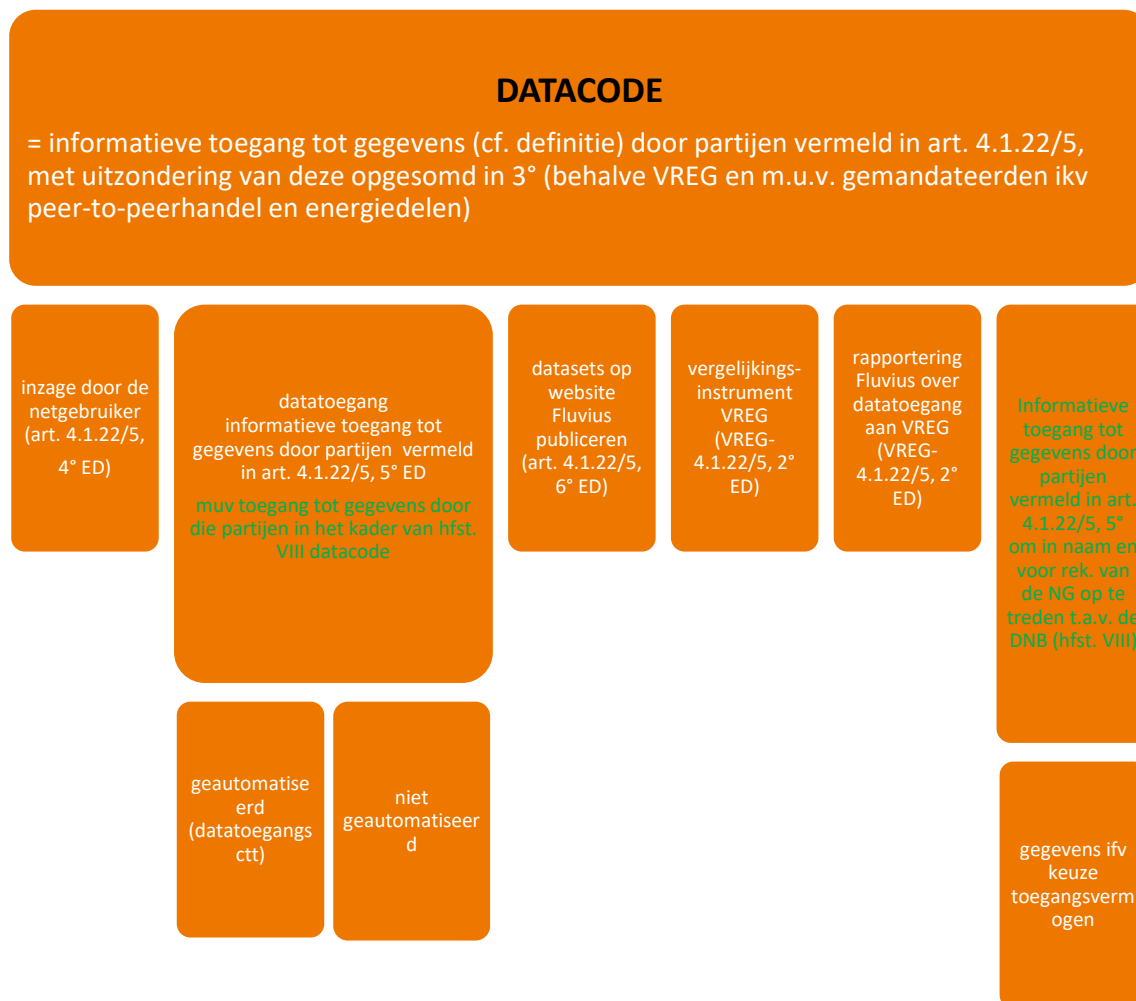 DATACODE
= informatieve toegang tot gegevens (cf. definitie) door partijen vermeld in art. 4.1.22/5,
met uitzondering van deze opgesomd in 3° (behalve VREG en m.u.v. gemandateerden ikv
peer-to-peerhandel en energiedelen)
inzage door de
netgebruiker
(art. 4.1.22/5,
4° ED)
datatoegang
informatieve toegang tot
gegevens door partijen vermeld
in art. 4.1.22/5, 5° ED
muv toegang tot gegevens door
die partijen in het kader van hfst.
VIII datacode
geautomatise
erd
(datatoegangs
ctt)
niet
geautomatiseer
d
datasets op
website
Fluvius
publiceren
(art. 4.1.22/5,
6° ED)
vergelijkings-
instrument
VREG
(VREG-
4.1.22/5, 2°
ED)
rapportering
Fluvius over
datatoegang
aan VREG
(VREG-
4.1.22/5, 2°
ED)
Informatieve
toegang tot
gegevens door
partijen
vermeld in art.
4.1.22/5, 5°
om in naam en
voor rek. van
de NG op te
treden t.a.v. de
DNB (hfst. VIII)
gegevens ifv
keuze
toegangsverm
ogen